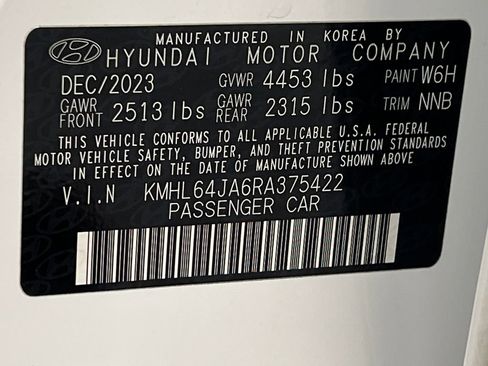 MANUFACTURED IN KOREA BY
HYUNDAI MOTOR COMPANY
DEC/2023 GVWR 4453 lbs PAINT W6H
GAWR FRONT 2513 lbs GAWR REAR 2315 lbs TRIM NNB
THIS VEHICLE CONFORMS TO ALL APPLICABLE U.S.A. FEDERAL
MOTOR VEHICLE SAFETY, BUMPER, AND THEFT PREVENTION STANDARDS
IN EFFECT ON THE DATE OF MANUFACTURE SHOWN ABOVE
V.I.N KMHL64JA6RA375422
PASSENGER CAR